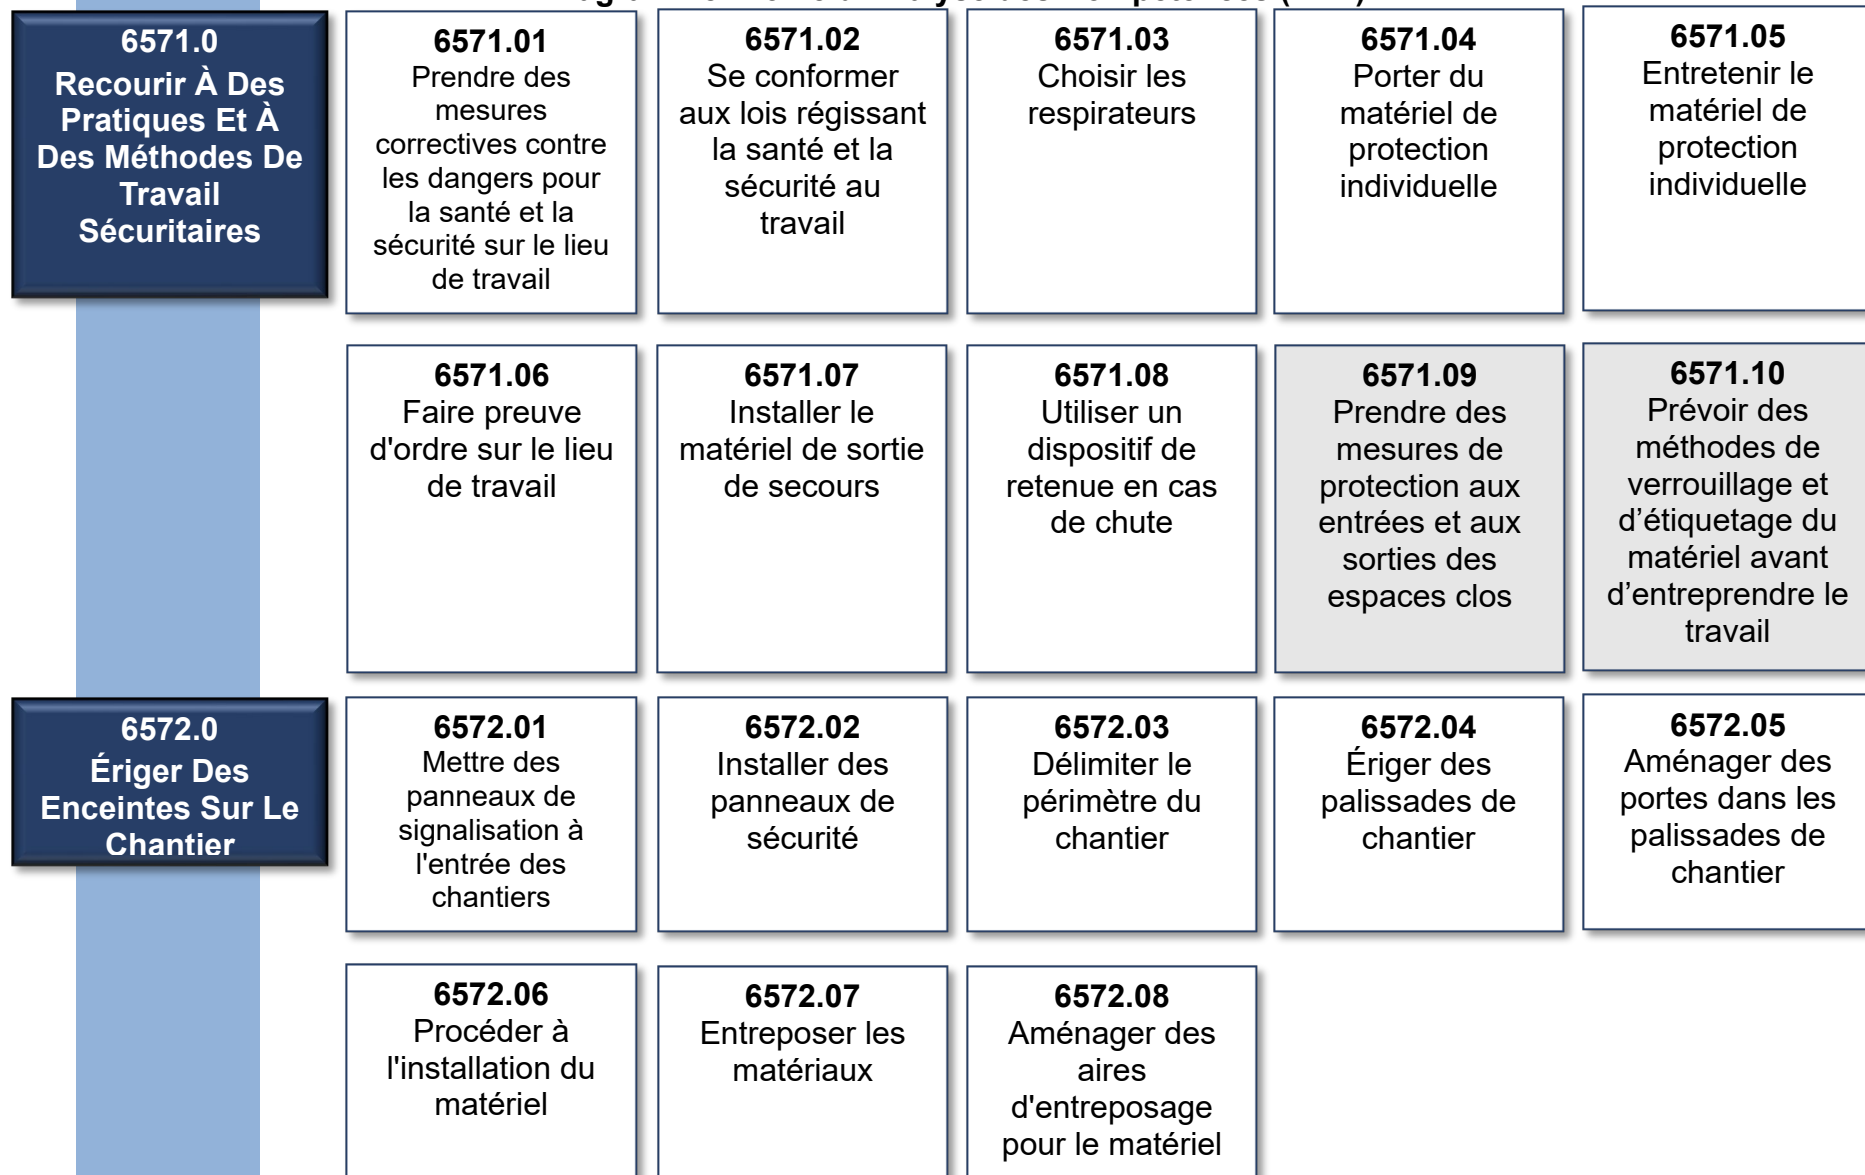 6571.0
Recourir À Des
Pratiques Et À
Des Méthodes De
Travail
Sécuritaires
6571.01
Prendre des
mesures
correctives contre
les dangers pour
la santé et la
sécurité sur le lieu
de travail
6571.02
Se conformer
aux lois régissant
la santé et la
sécurité au
travail
6571.03
Choisir les
respirateurs
6571.04
Porter du
matériel de
protection
individuelle
6571.05
Entretenir le
matériel de
protection
individuelle
6571.06
Faire preuve
d'ordre sur le lieu
de travail
6571.07
Installer le
matériel de sortie
de secours
6571.08
Utiliser un
dispositif de
retenue en cas
de chute
6571.09
Prendre des
mesures de
protection aux
entrées et aux
sorties des
espaces clos
6571.10
Prévoir des
méthodes de
verrouillage et
d’étiquetage du
matériel avant
d’entreprendre le
travail
6572.0
Ériger Des
Enceintes Sur Le
Chantier
6572.01
Mettre des
panneaux de
signalisation à
l'entrée des
chantiers
6572.02
Installer des
panneaux de
sécurité
6572.03
Délimiter le
périmètre du
chantier
6572.04
Ériger des
palissades de
chantier
6572.05
Aménager des
portes dans les
palissades de
chantier
6572.06
Procéder à
l'installation du
matériel
6572.07
Entreposer les
matériaux
6572.08
Aménager des
aires
d'entreposage
pour le matériel